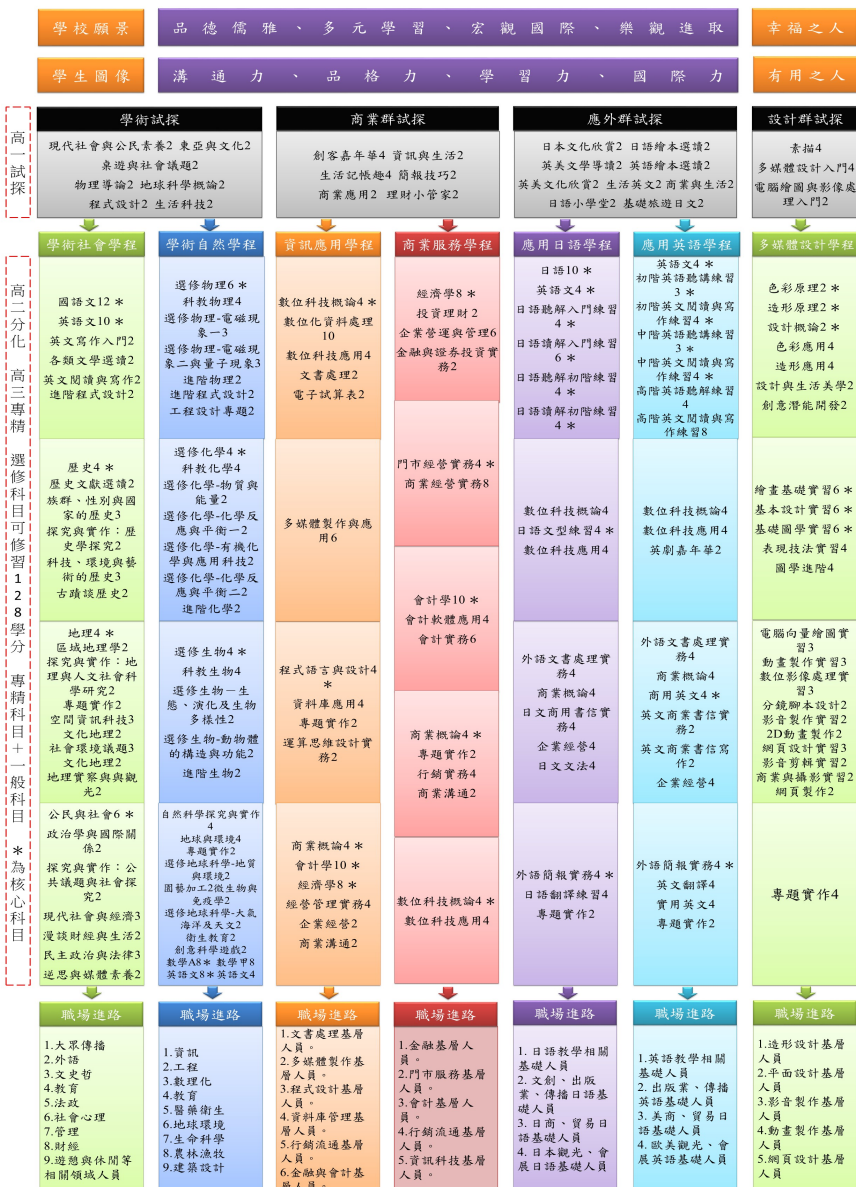 學校願景
品德儒雅、多元學習、宏觀國際、樂觀進取
幸福之人
學生圖像
溝通力、品格力、學習力、國際力
有用之人
高一試探
學術試探
現代社會與公民素養2 東亞與文化2
桌遊與社會議題2
物理導論2 地球科學概論2
程式設計2 生活科技2
商業群試探
創客嘉年華4 資訊與生活2
生活記帳趣4 簡報技巧2
商業應用2 理財小管家2
應外群試探
日本文化欣賞2 日語繪本選讀2
英美文學導讀2 英語繪本選讀2
英美文化欣賞2 生活英文2 商業與生活2
日語小學堂2 基礎旅遊日文2
設計群試探
素描4
多媒體設計入門4
電腦繪圖與影像處
理入門2
高二分化 高三專精 選修科目可修習128學分 專精科目+一般科目 *為核心科目
學術社會學程
國語文12 *
英語文10 *
英文寫作入門2
各類文學選讀2
英文閱讀與寫作2
進階程式設計2
歷史4 *
歷史文獻選讀2
族群、性別與國
家的歷史3
探究與實作：歷
史學探究2
科技、環境與藝
術的歷史3
古蹟談歷史2
地理4 *
區域地理學2
探究與實作：地
理與人文社會科
學研究2
專題實作2
空間資訊科技3
文化地理2
社會環境議題3
文化地理2
地理實察與與觀
光2
公民與社會6 *
政治學與國際關
係2
探究與實作：公
共議題與社會探
究2
現代社會與經濟3
漫談財經與生活2
民主政治與法律3
逆思與媒體素養2
學術自然學程
選修物理6 *
科教物理4
選修物理-電磁現
象一3
選修物理-電磁現
象二與量子現象3
進階物理2
進階程式設計2
工程設計專題2
選修化學4 *
科教化學4
選修化學-物質與
能量2
選修化學-化學反
應與平衡一2
選修化學-有機化
學與應用科技2
選修化學-化學反
應與平衡二2
進階化學2
選修生物4 *
科教生物4
選修生物－生
態、演化及生物
多樣性2
選修生物-動物體
的構造與功能2
進階生物2
自然科學探究與實作
4
地球與環境4
專題實作2
選修地球科學-地質
與環境2
園藝加工2微生物與
免疫學2
選修地球科學-大氣
海洋及天文2
衛生教育2
創意科學遊戲2
數學A8* 數學甲8
英語文8* 英語文4
資訊應用學程
數位科技概論4 *
數位化資料處理
10
數位科技應用4
文書處理2
電子試算表2
多媒體製作與應
用6
程式語言與設計4
*
資料庫應用4
專題實作2
運算思維設計實
務2
商業概論4 *
會計學10 *
經濟學8 *
經營管理實務4
企業經營2
商業溝通2
商業服務學程
經濟學8 *
投資理財2
企業營運與管理6
金融與證券投資實
務2
門市經營實務4 *
商業經營實務8
會計學10 *
會計軟體應用4
會計實務6
商業概論4 *
專題實作2
行銷實務4
商業溝通2
數位科技概論4 *
數位科技應用4
應用日語學程
日語10 *
英語文4 *
日語聽解入門練習
4 *
日語讀解入門練習
6 *
日語聽解初階練習
4 *
日語讀解初階練習
4 *
數位科技概論4
日語文型練習4 *
數位科技應用4
外語文書處理實
務4
商業概論4
日文商用書信實
務4
企業經營4
日文文法4
外語簡報實務4 *
日語翻譯練習4
專題實作2
應用英語學程
英語文4 *
初階英語聽講練習
3 *
初階英文閱讀與寫
作練習4 *
中階英語聽講練習
3 *
中階英文閱讀與寫
作練習4 *
高階英語聽解練習
4
高階英文閱讀與寫
作練習8
數位科技概論4
數位科技應用4
英劇嘉年華2
外語文書處理實
務4
商業概論4
商用英文4 *
英文商業書信實
務2
英文商業書信寫
作2
企業經營4
外語簡報實務4 *
英文翻譯4
實用英文4
專題實作2
多媒體設計學程
色彩原理2 *
造形原理2 *
設計概論2 *
色彩應用4
造形應用4
設計與生活美學2
創意潛能開發2
繪畫基礎實習6 *
基本設計實習6 *
基礎圖學實習6 *
表現技法實習4
圖學進階4
電腦向量繪圖實
習3
動畫製作實習3
數位影像處理實
習3
分鏡腳本設計2
影音製作實習2
2D動畫製作2
網頁設計實習3
影音剪輯實習2
商業與攝影實習2
網頁製作2
專題實作4
職場進路
1.大眾傳播
2.外語
3.文史哲
4.教育
5.法政
6.社會心理
7.管理
8.財經
9.遊憩與休閒等
相關領域人員
職場進路
1.資訊
2.工程
3.數理化
4.教育
5.醫藥衛生
6.地球環境
7.生命科學
8.農林漁牧
9.建築設計
職場進路
1.文書處理基層
人員。
2.多媒體製作基
層人員。
3.程式設計基層
人員。
4.資料庫管理基
層人員。
5.行銷流通基層
人員。
6.金融與會計基
層人員。
職場進路
1.金融基層人
員。
2.門市服務基層
人員。
3.會計基層人
員。
4.行銷流通基層
人員。
5.資訊科技基層
人員。
職場進路
1. 日語教學相關
基礎人員
2. 文創、出版
業、傳播日語基
礎人員
3. 日商、貿易日
語基礎人員
4. 日本觀光、會
展日語基礎人員
職場進路
1.英語教學相關
基礎人員
2. 出版業、傳播
英語基礎人員
3. 美商、貿易日
語基礎人員
4. 歐美觀光、會
展英語基礎人員
職場進路
1.造形設計基層
人員
2.平面設計基層
人員
3.影音製作基層
人員
4.動畫製作基層
人員
5.網頁設計基層
人員